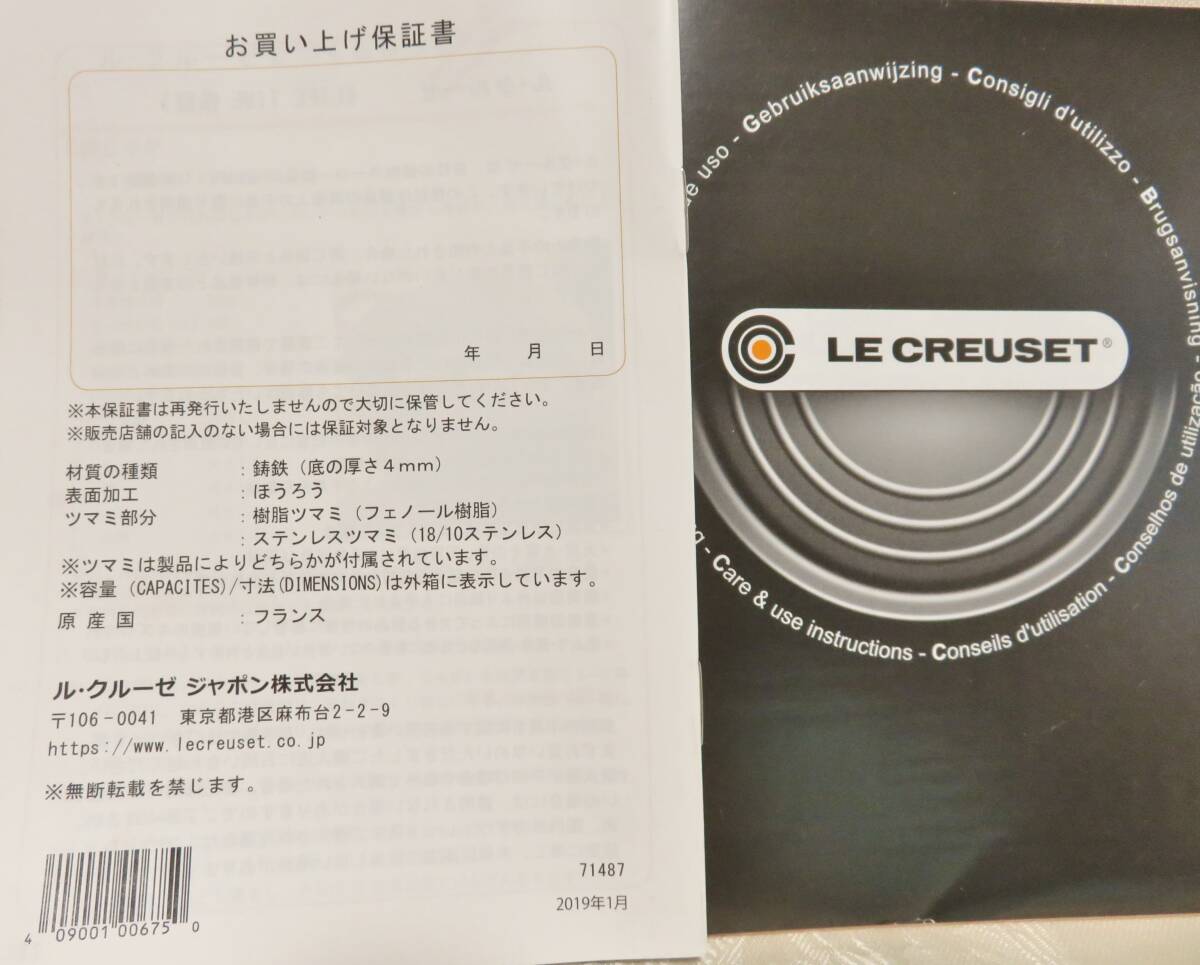 お買い上げ保証書
年 月 日
※本保証書は再発行いたしませんので大切に保管してください。
※販売店舗の記入のない場合には保証対象となりません。
材質の種類 : 鋳鉄（底の厚さ4mm）
表面加工 : ほうろう
ツマミ部分 : 樹脂ツマミ（フェノール樹脂）
: ステンレスツマミ（18/10ステンレス）
※ツマミは製品によりどちらかが付属されています。
※容量（CAPACITES)/寸法(DIMENSIONS)は外箱に表示しています。
原産国 : フランス
ル・クルーゼ ジャポン株式会社
〒106-0041 東京都港区麻布台2-2-9
https://www.lecreuset.co.jp
※無断転載を禁じます。
4 09001 00675 0
71487
2019年1月
de uso - Gebruiksaanwijzing - Consigli d'utilizzo - Brugsanvisning - Conselhos de utilização
LE CREUSET®
- Care & use instructions - Conseils d'utilisation -